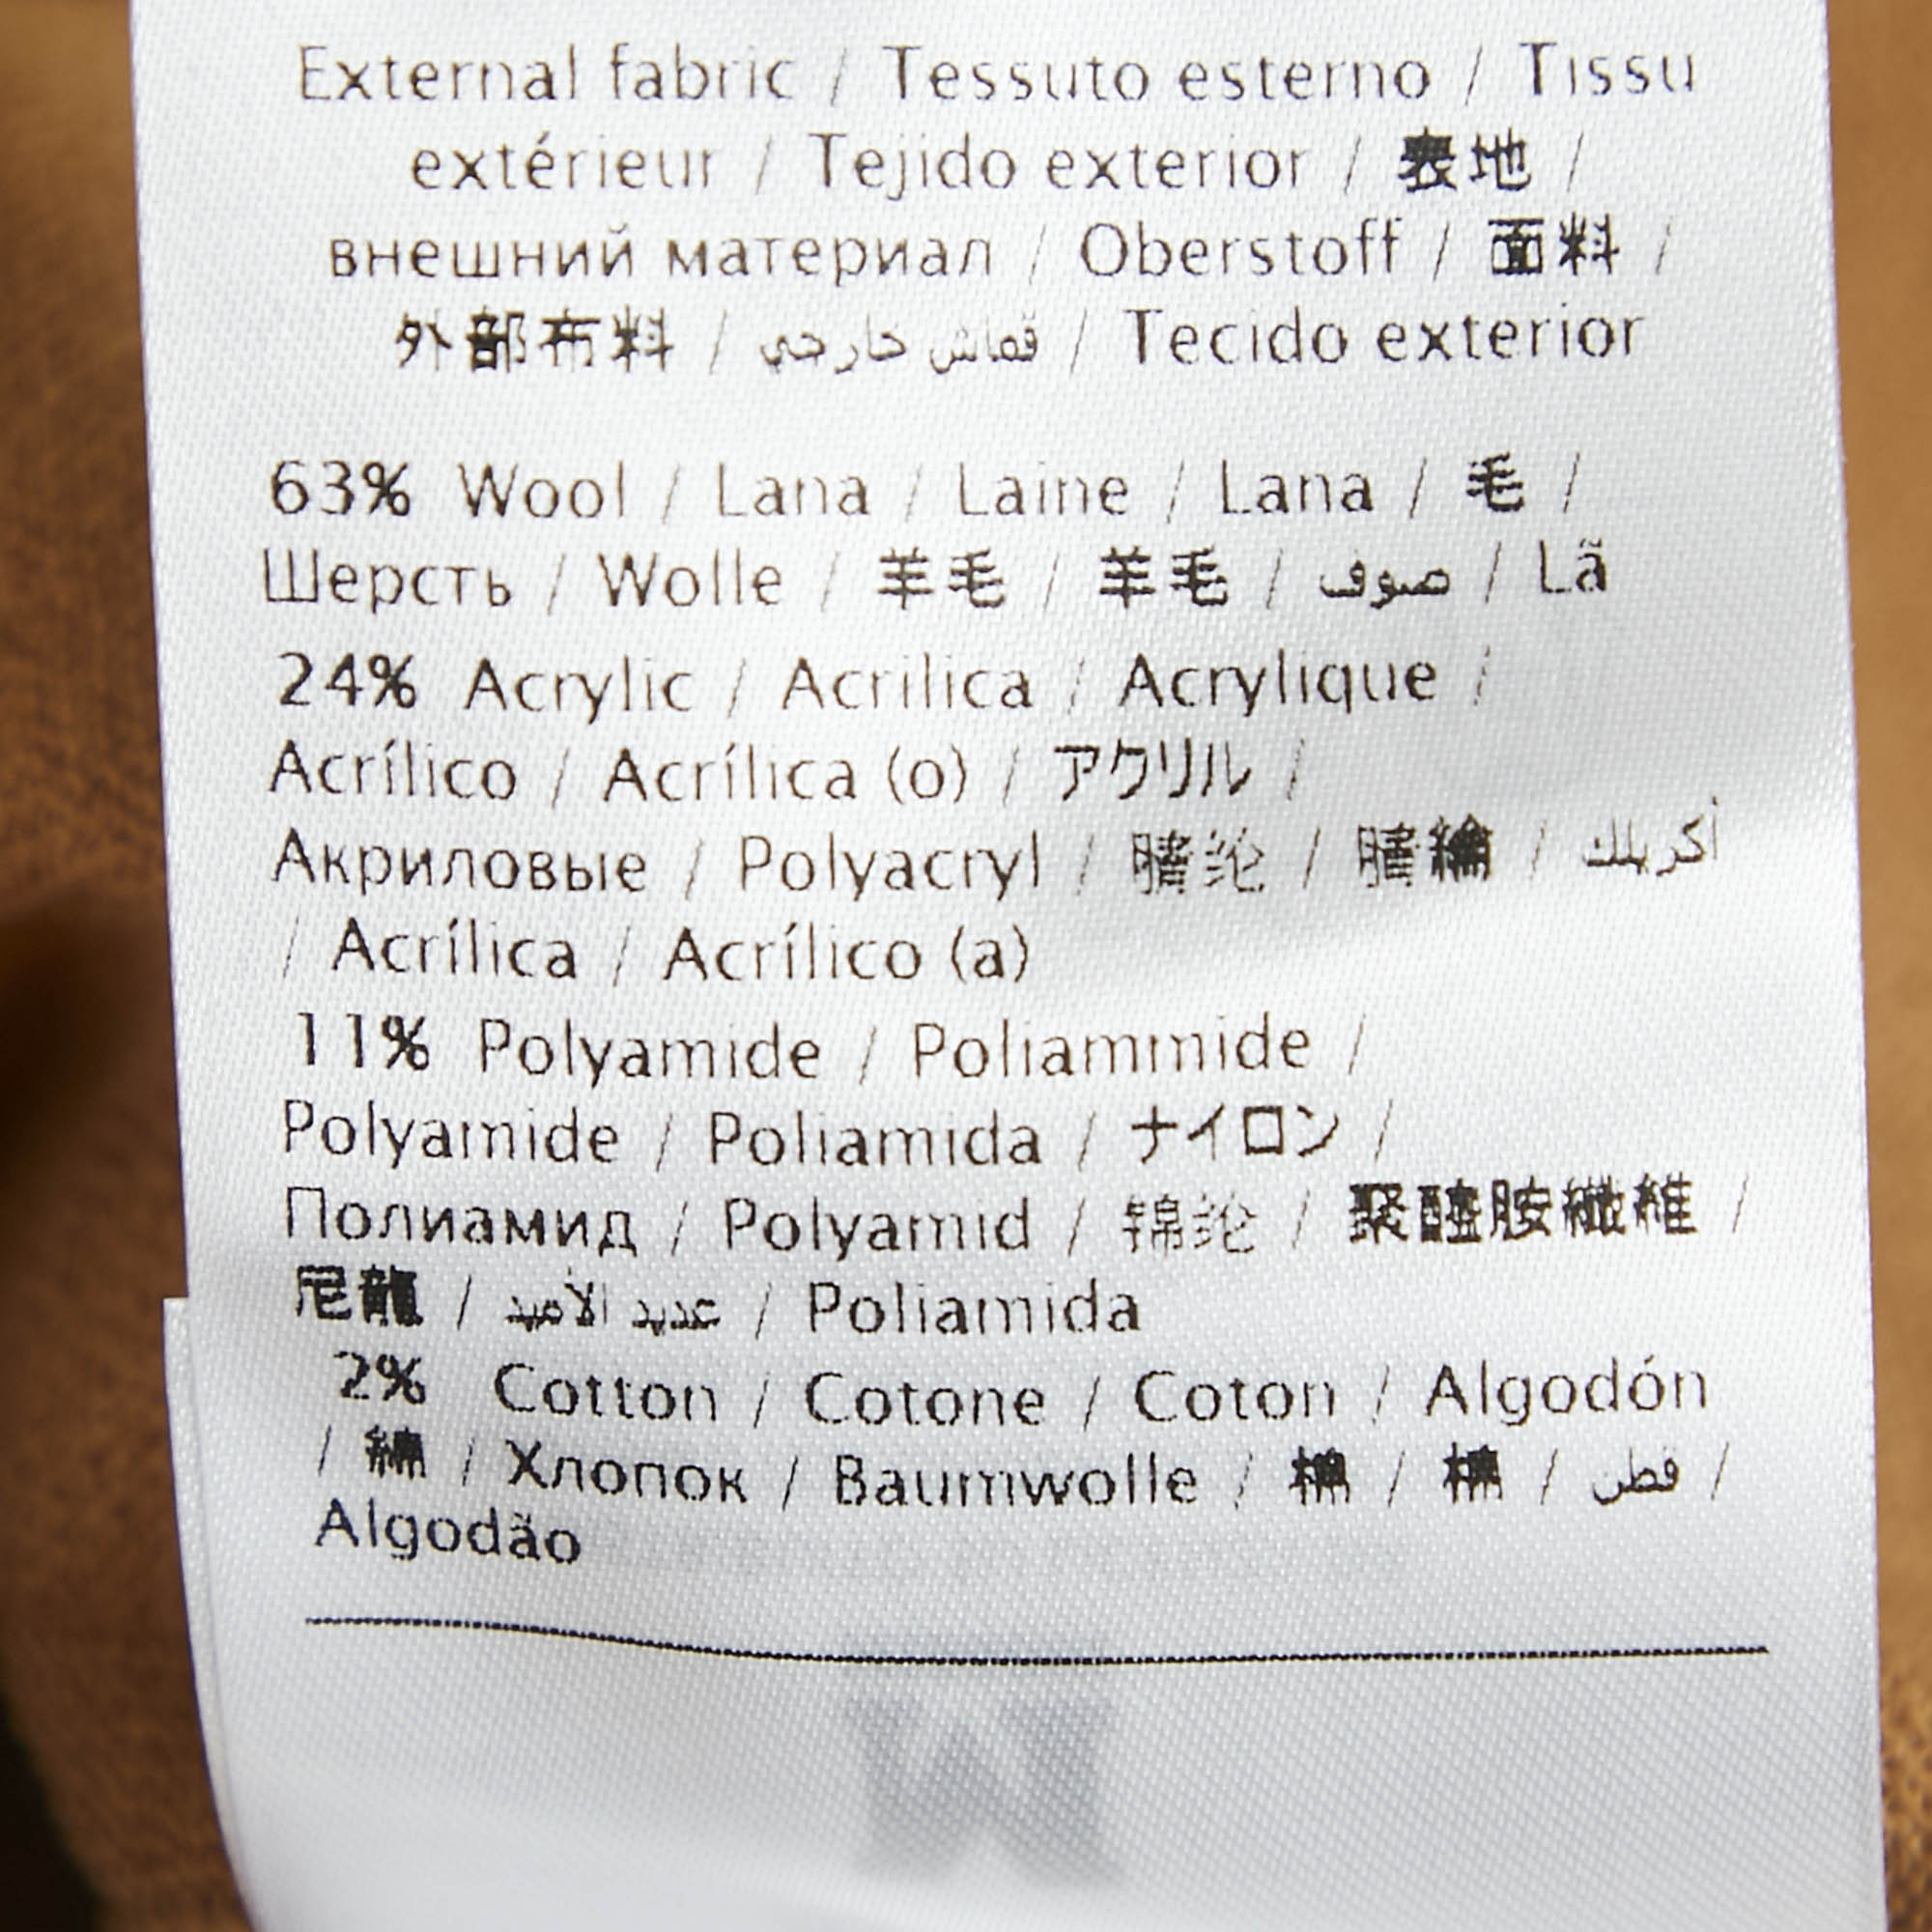 External fabric / Tessuto esterno / Tissu
extérieur / Tejido exterior / 表地 /
внешний материал / Oberstoff / 面料 /
外部布料 / قماش خارجي / Tecido exterior
63% Wool / Lana / Laine / Lana / 毛 /
Шерсть / Wolle / 羊毛 / 羊毛 / صوف / Lã
24% Acrylic / Acrilica / Acrylique /
Acrílico / Acrílica (o) / アクリル /
Акриловые / Polyacryl / 腈纶 / 腈綸 / أكريلك
/ Acrílica / Acrílico (a)
11% Polyamide / Poliammide /
Polyamide / Poliamida / ナイロン /
Полиамид / Polyamid / 锦纶 / 聚醯胺纖維 /
尼龍 / عديد الأميد / Poliamida
2% Cotton / Cotone / Coton / Algodón
/ 綿 / Хлопок / Baumwolle / 棉 / 棉 / قطن /
Algodão
M